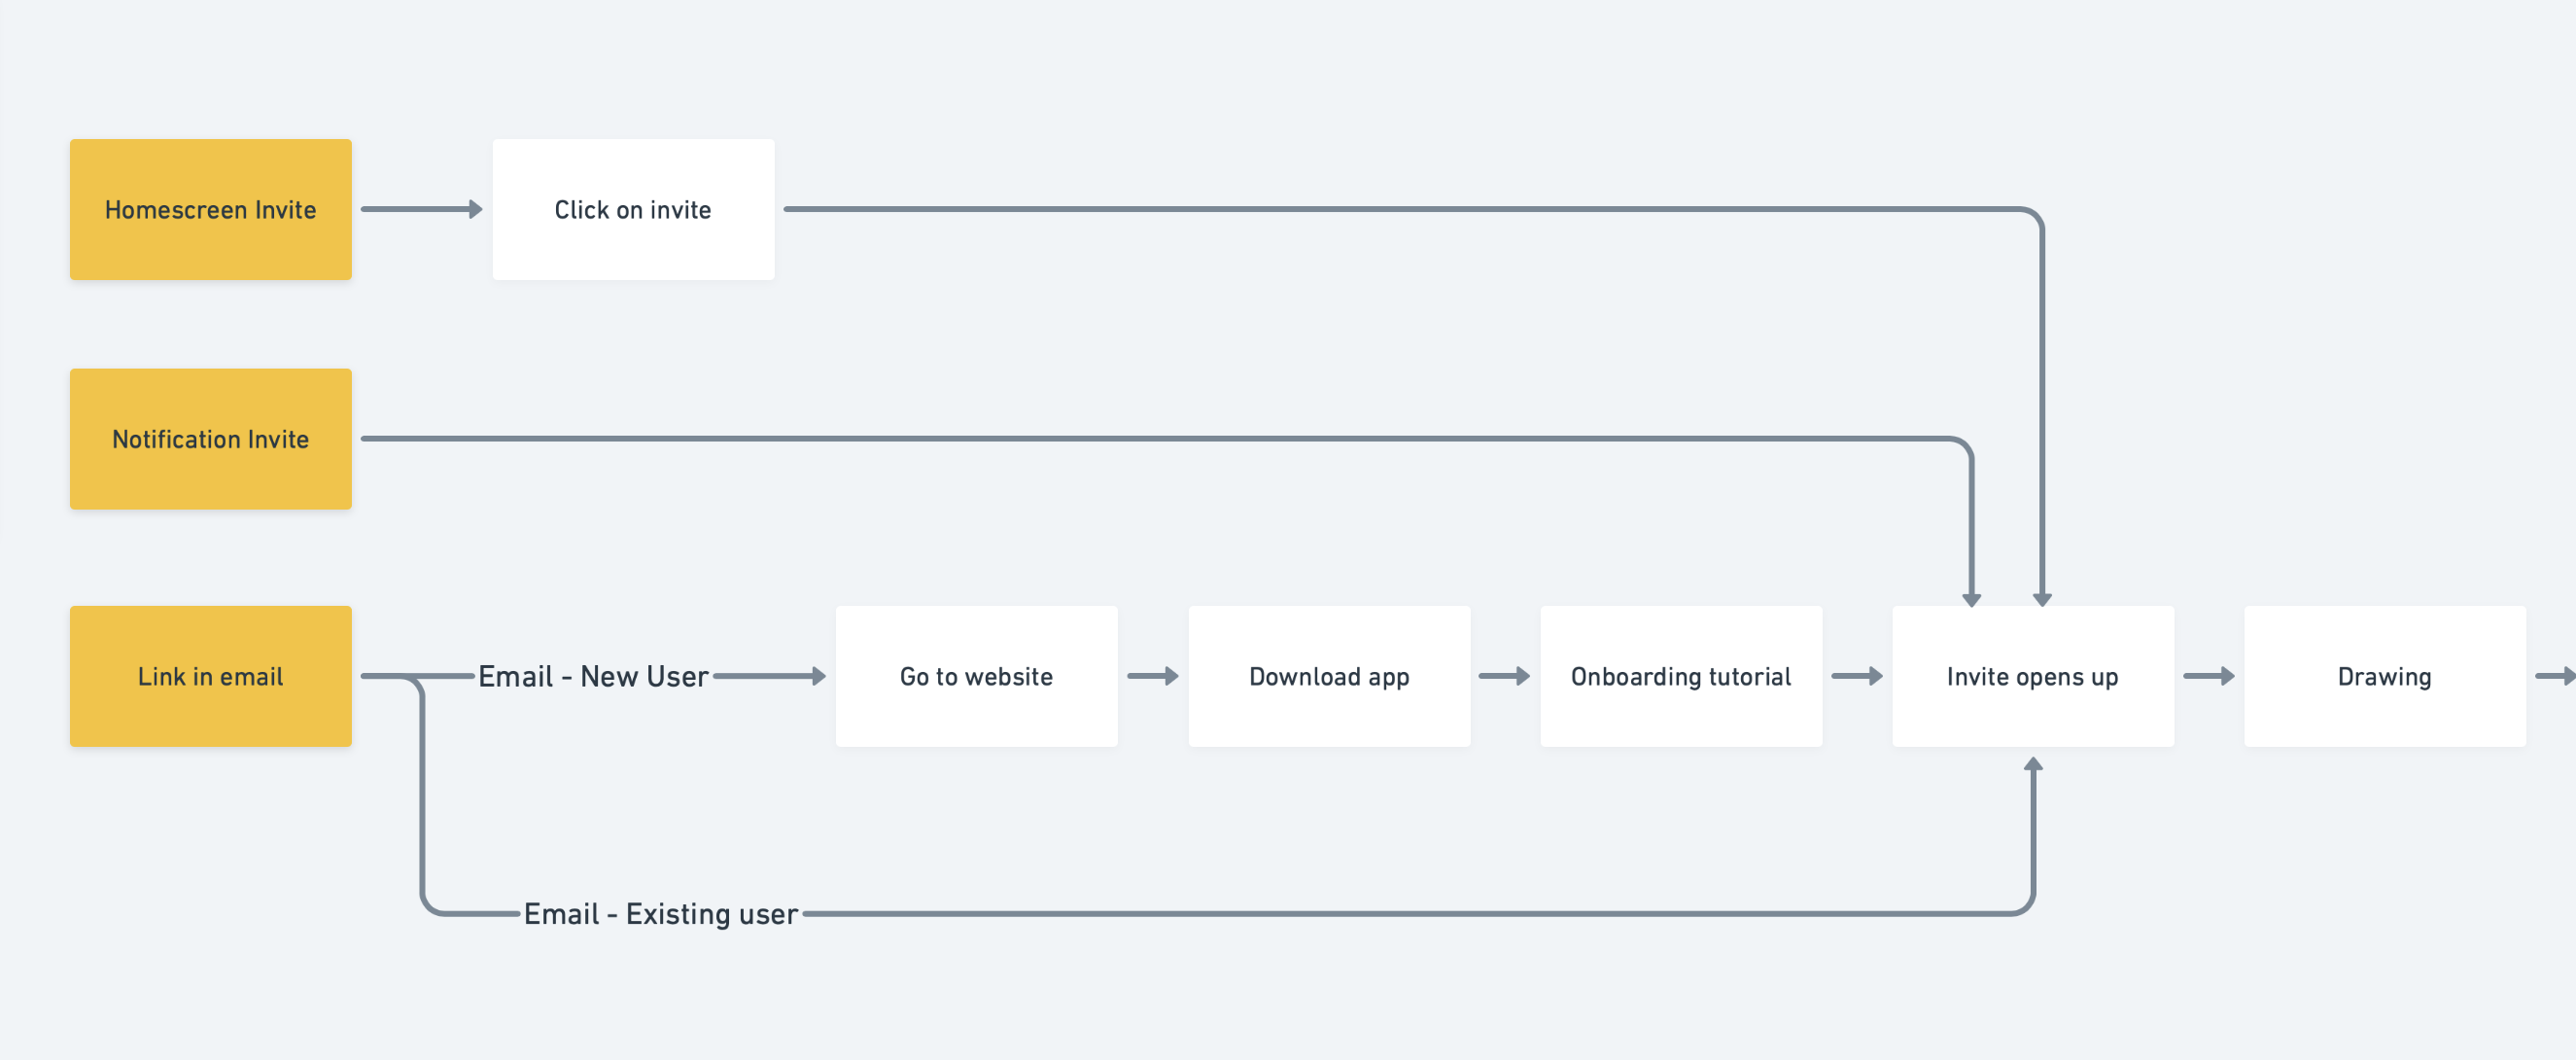 Homescreen Invite
Click on invite
Notification Invite
Link in email
Email - New User
Go to website
Download app
Onboarding tutorial
Invite opens up
Drawing
Email - Existing user